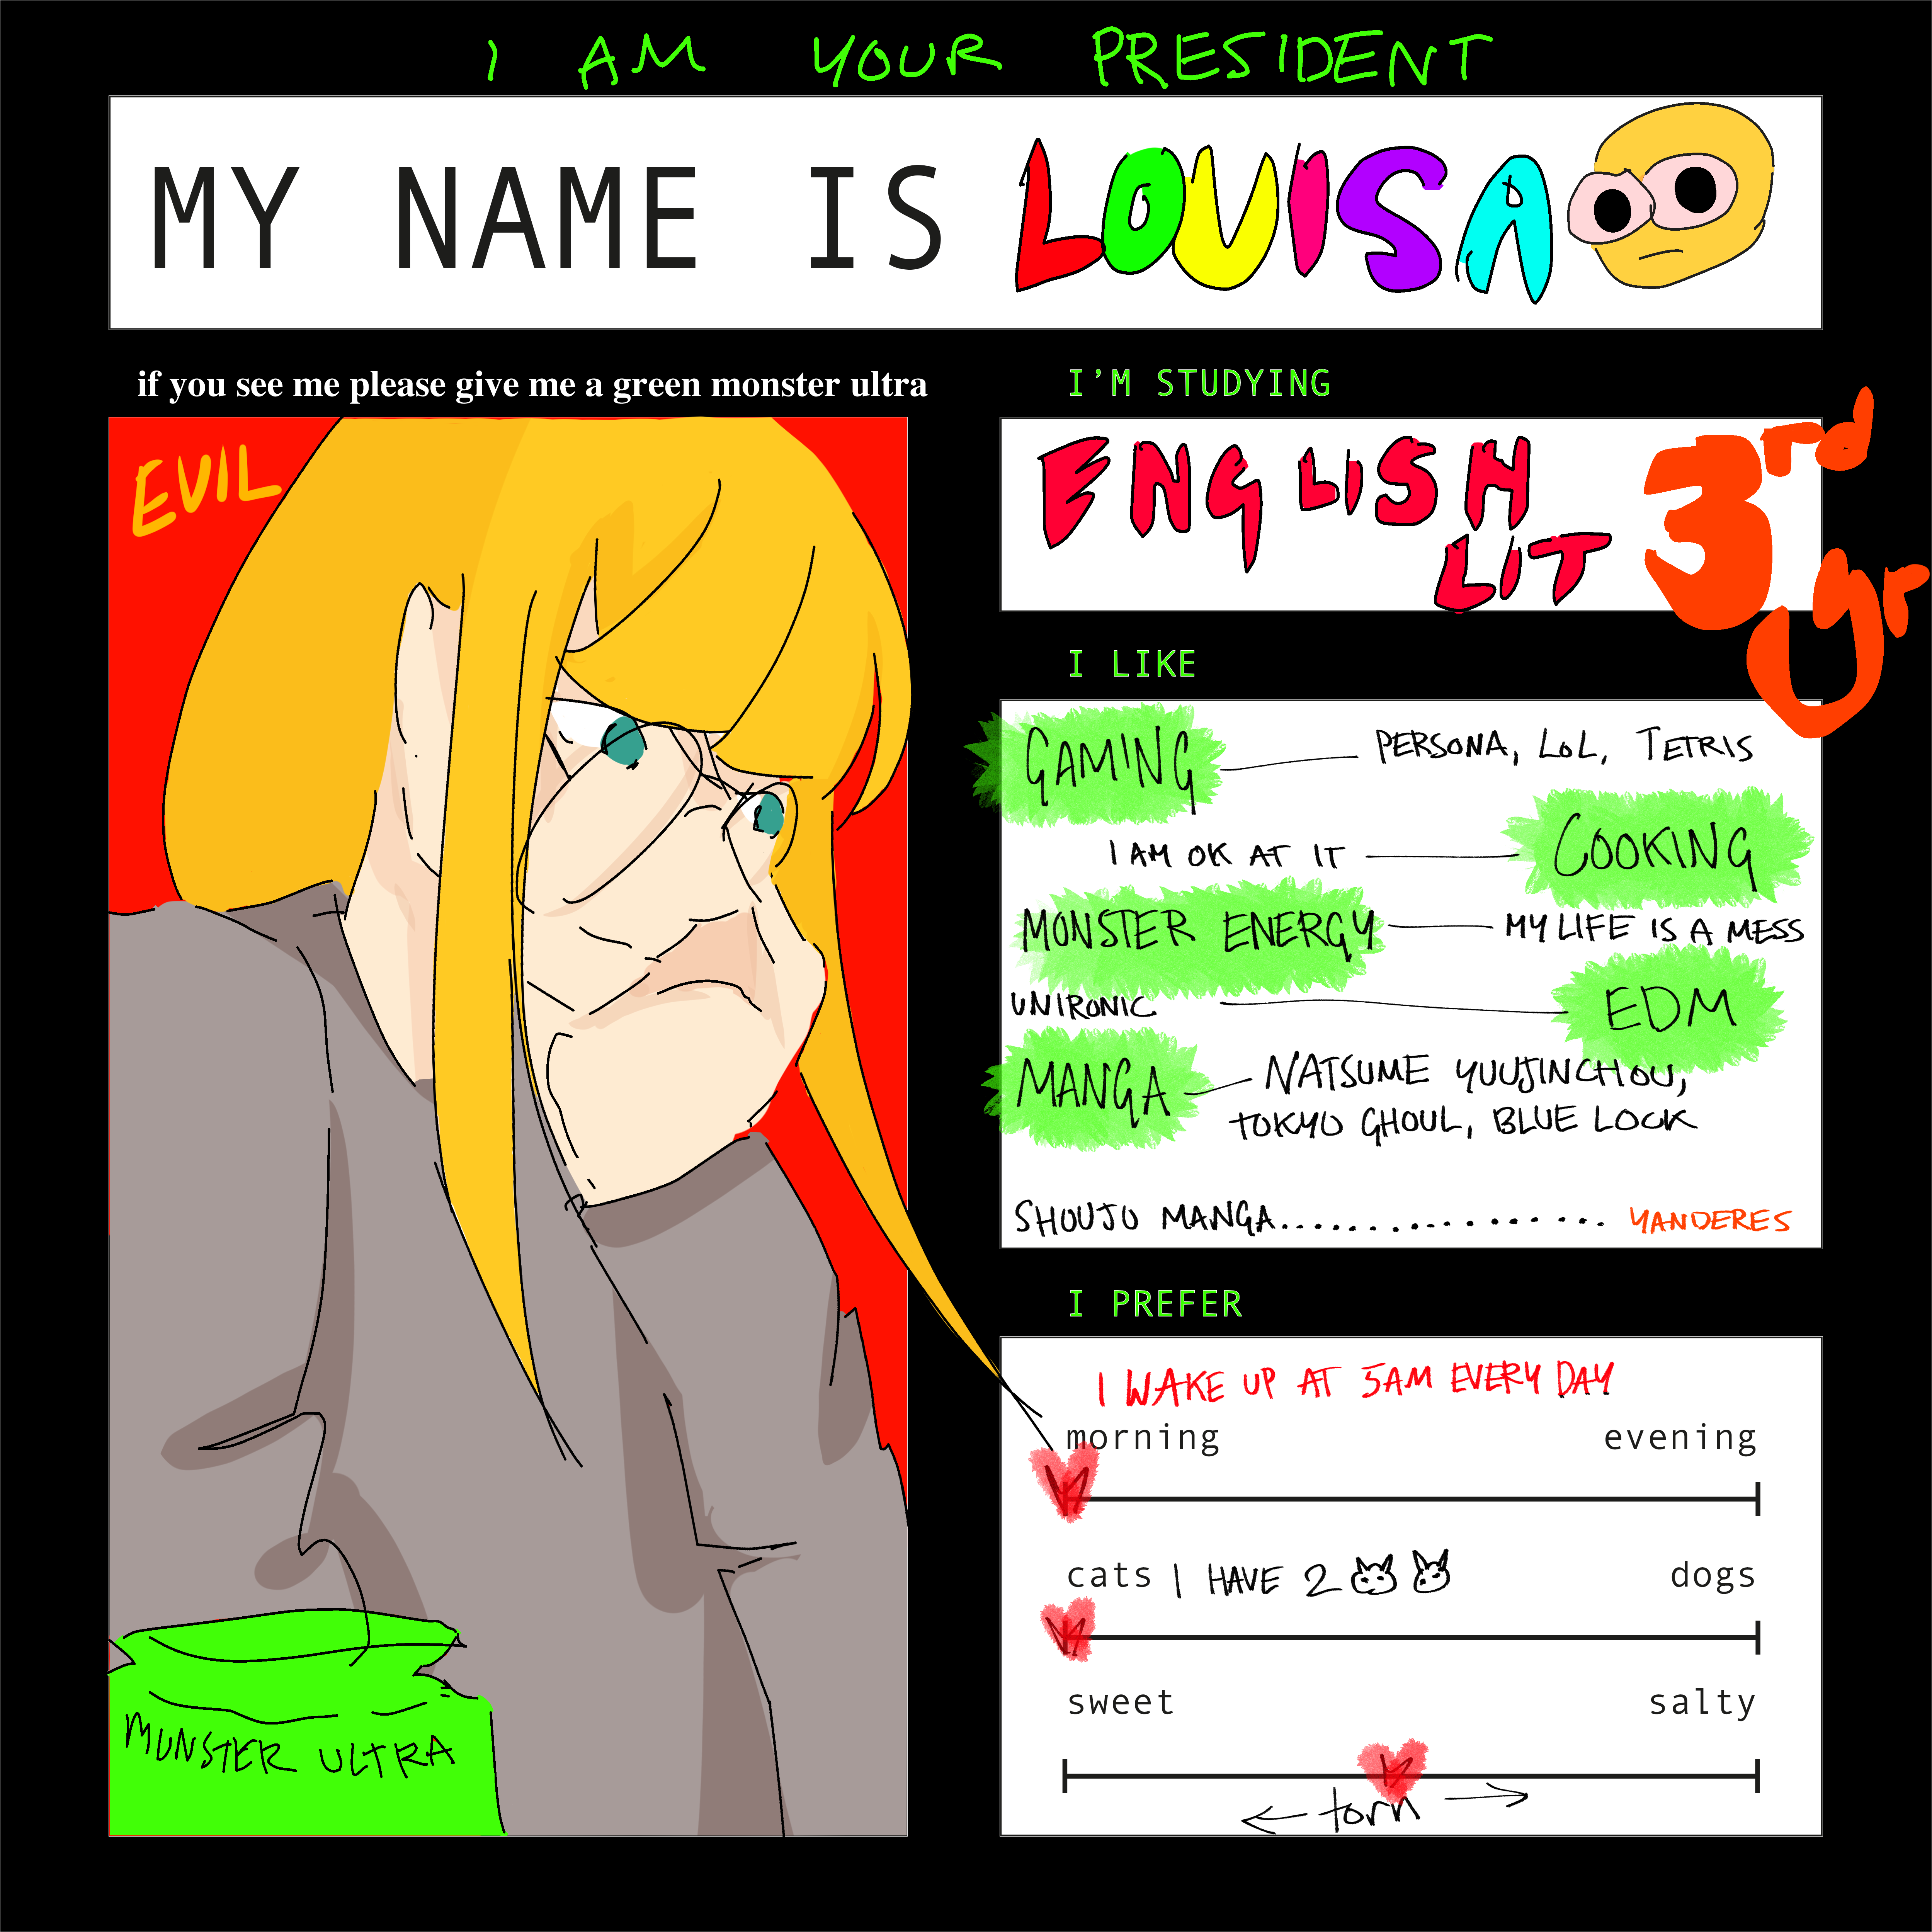 I AM YOUR PRESIDENT
MY NAME IS LOUISA
if you see me please give me a green monster ultra
EVIL
MONSTER ULTRA
I'M STUDYING
ENGLISH
LIT
3rd
yr
I LIKE
GAMING PERSONA, LOL, TETRIS
I AM OK AT IT COOKING
MONSTER ENERGY MY LIFE IS A MESS
UNIRONIC EDM
MANGA NATSUME YUUJINCHOU,
TOKYO GHOUL, BLUE LOCK
SHOUJO MANGA................. YANDERES
I PREFER
I WAKE UP AT 5AM EVERY DAY
morning evening
cats I HAVE 2 dogs
sweet salty
← torn →